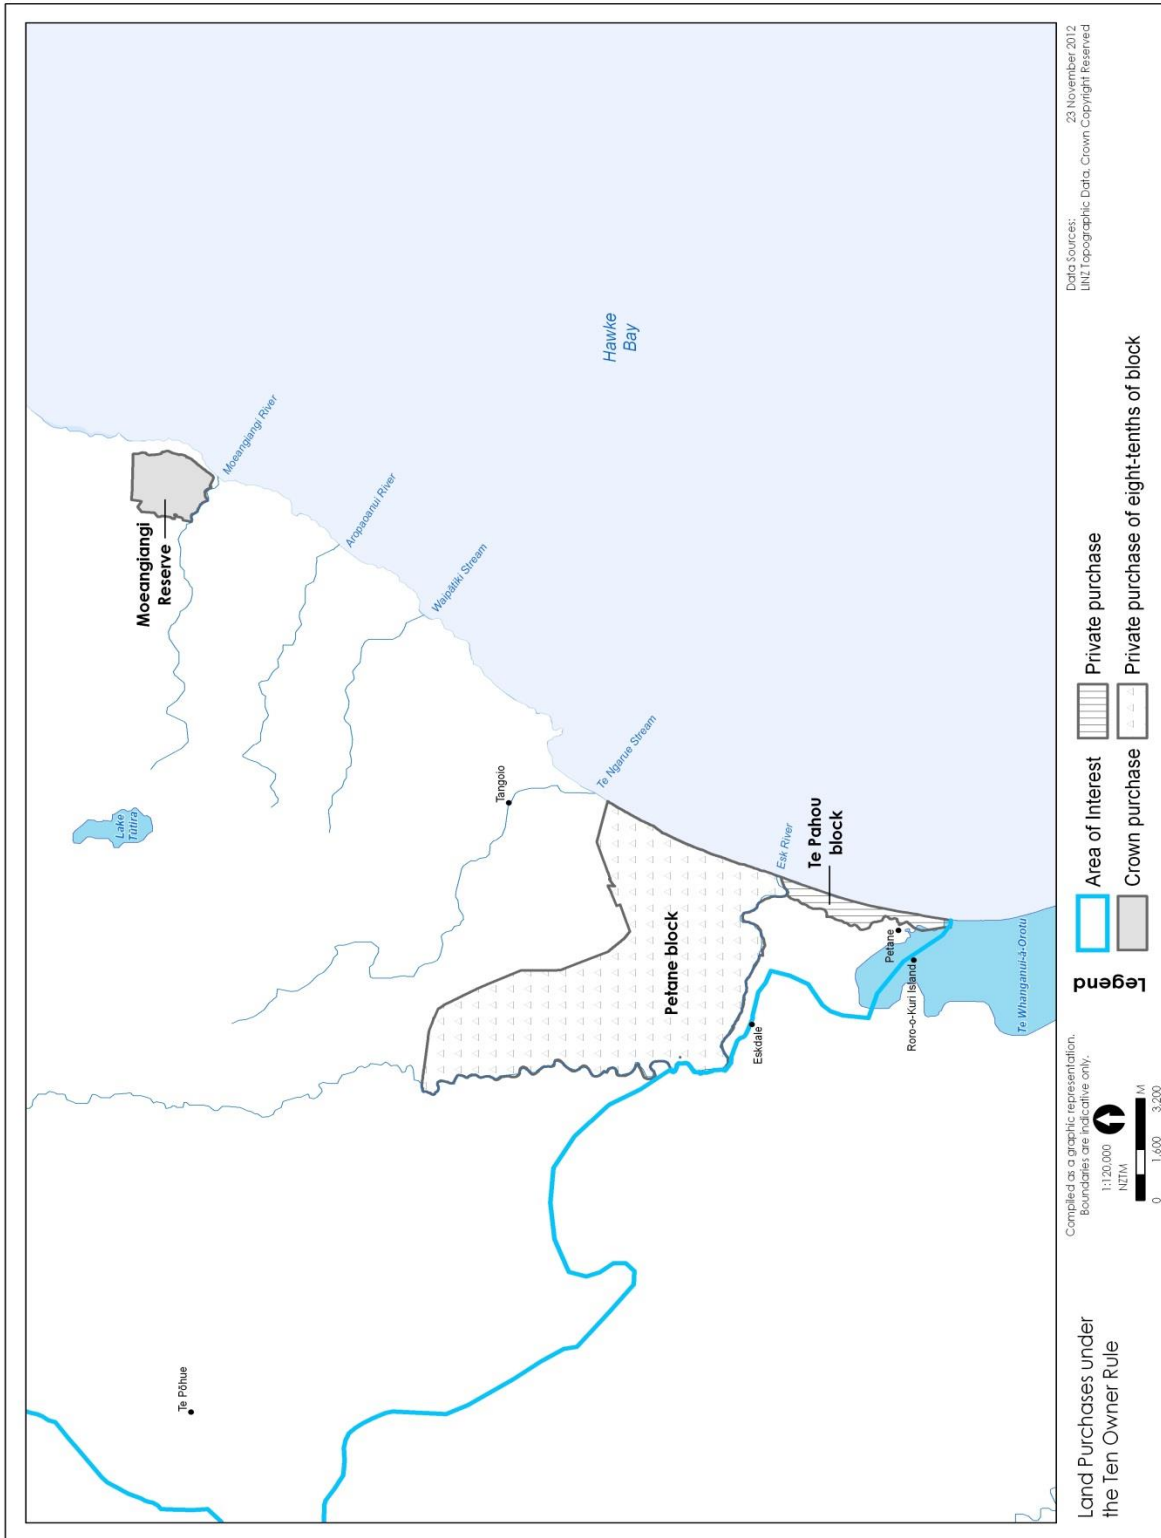 Moeangiangi
Reserve
Moeangiangi River
Aropaoanui River
Waipātiki Stream
Lake
Tūtira
Hawke
Bay
Tangoio
Te Ngarue Stream
Te Pōhue
Petane block
Esk River
Te Pahou
block
Eskdale
Petane
Roro-o-Kuri Island
Te Whanganui-ā-Orotu
Land Purchases under
the Ten Owner Rule
Compiled as a graphic representation.
Boundaries are indicative only.
1:120,000
NZTM
0 1,600 3,200
M
Legend
Area of Interest
Crown purchase
Private purchase
Private purchase of eight-tenths of block
Data Sources: 23 November 2012
LINZ Topographic Data, Crown Copyright Reserved